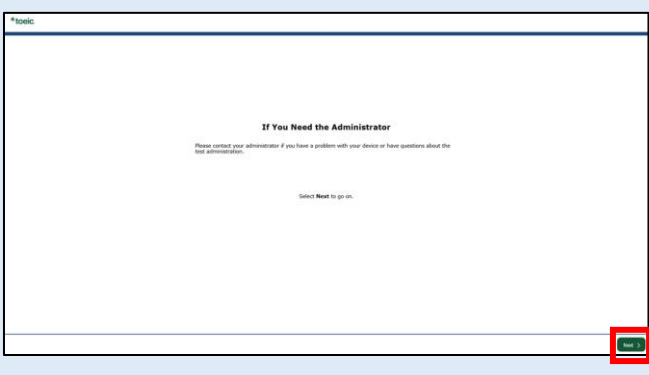 *toeic
If You Need the Administrator
Please contact your administrator if you have a problem with your device or have questions about the
test administration.
Select Next to go on.
Next >